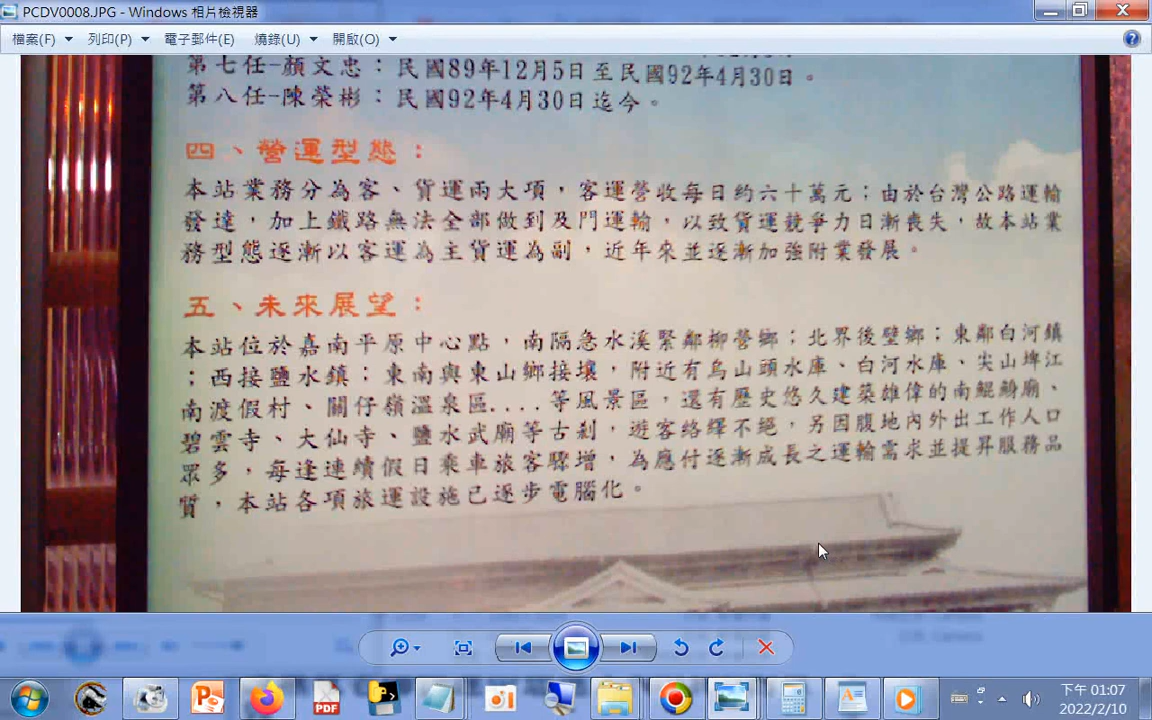 PCDV0008.JPG - Windows 相片檢視器
檔案(F) 列印(P) 電子郵件(E) 燒錄(U) 開啟(O)
第七任-顏文忠：民國89年12月5日至民國92年4月30日。
第八任-陳榮彬：民國92年4月30日迄今。
四、營運型態：
本站業務分為客、貨運兩大項，客運營收每日約六十萬元；由於台灣公路運輸
發達，加上鐵路無法全部做到及門運輸，以致貨運競爭力日漸喪失，故本站業
務型態逐漸以客運為主貨運為副，近年來並逐漸加強附業發展。
五、未來展望：
本站位於嘉南平原中心點，南隔急水溪緊鄰柳營鄉；北界後壁鄉；東鄰白河鎮
；西接鹽水鎮；東南與東山鄉接壤，附近有烏山頭水庫、白河水庫、尖山埤江
南渡假村、關仔嶺溫泉區....等風景區，還有歷史悠久建築雄偉的南鯤鯓廟、
碧雲寺、大仙寺、鹽水武廟等古剎，遊客絡繹不絕，另因腹地內外出工作人口
眾多，每逢連續假日乘車旅客驟增，為應付逐漸成長之運輸需求並提昇服務品
質，本站各項旅運設施已逐步電腦化。
下午 01:07
2022/2/10